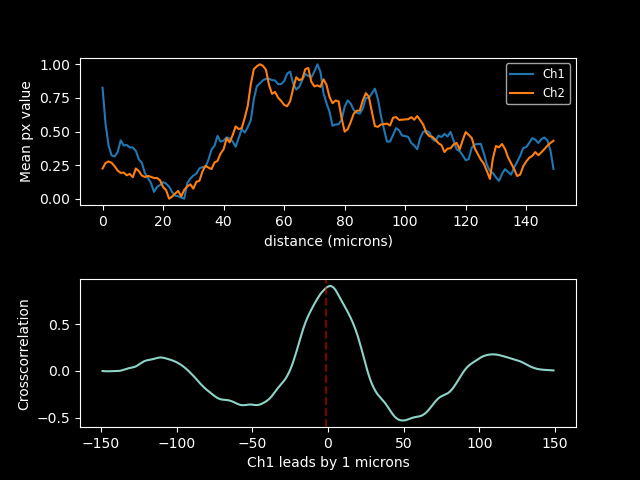 1.00
0.75
0.50
0.25
0.00
Mean px value
Ch1
Ch2
0 20 40 60 80 100 120 140
distance (microns)
0.5
0.0
−0.5
Crosscorrelation
−150 −100 −50 0 50 100 150
Ch1 leads by 1 microns